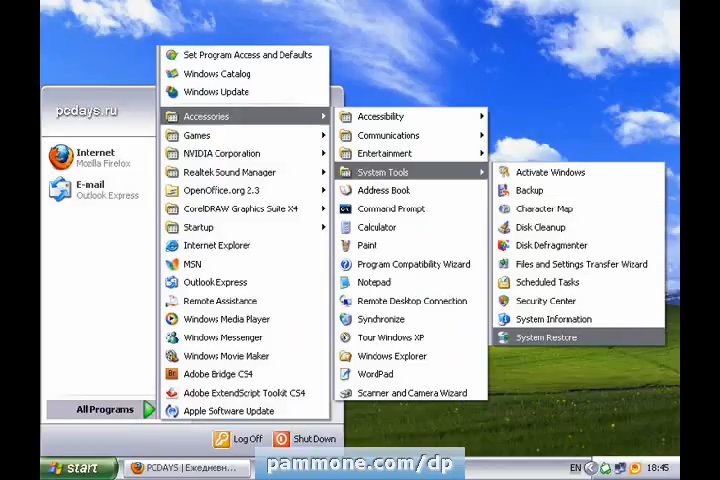 Set Program Access and Defaults
Windows Catalog
Windows Update
pcdays.ru
Internet
Mozilla Firefox
E-mail
Outlook Express
Accessories
Games
NVIDIA Corporation
Realtek Sound Manager
OpenOffice.org 2.3
CorelDRAW Graphics Suite X4
Startup
Internet Explorer
MSN
Outlook Express
Remote Assistance
Windows Media Player
Windows Messenger
Windows Movie Maker
Adobe Bridge CS4
Adobe ExtendScript Toolkit CS4
Apple Software Update
Accessibility
Communications
Entertainment
System Tools
Address Book
Command Prompt
Calculator
Paint
Program Compatibility Wizard
Notepad
Remote Desktop Connection
Synchronize
Tour Windows XP
Windows Explorer
WordPad
Scanner and Camera Wizard
Activate Windows
Backup
Character Map
Disk Cleanup
Disk Defragmenter
Files and Settings Transfer Wizard
Scheduled Tasks
Security Center
System Information
System Restore
All Programs
Log Off
Shut Down
start
PCDAYS | Ежедневн...
pammone.com/dp
EN
18:45